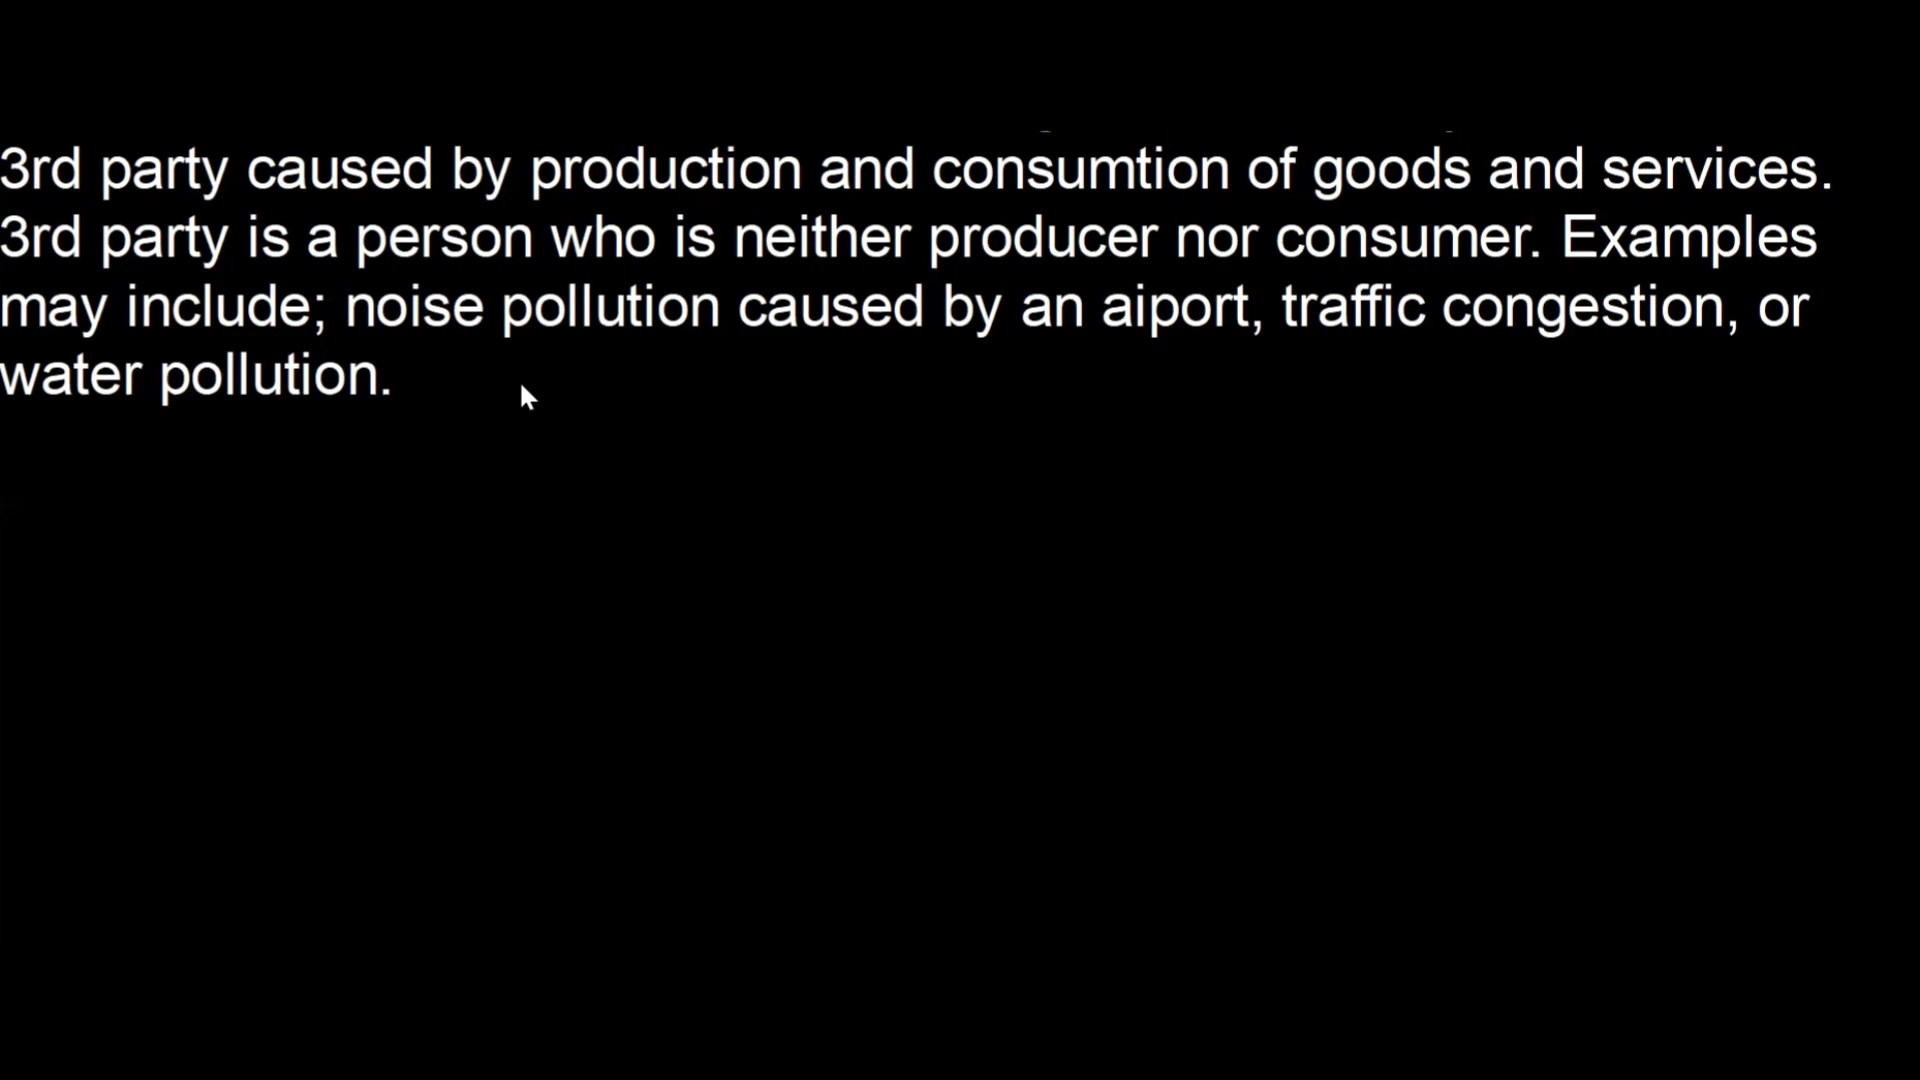 3rd party caused by production and consumtion of goods and services.
3rd party is a person who is neither producer nor consumer. Examples
may include; noise pollution caused by an aiport, traffic congestion, or
water pollution.